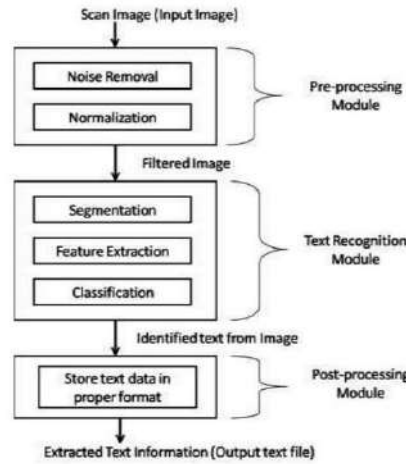 Scan Image (Input Image)
Noise Removal
Normalization
Pre-processing
Module
Filtered Image
Segmentation
Feature Extraction
Classification
Text Recognition
Module
Identified text from Image
Store text data in
proper format
Post-processing
Module
Extracted Text Information (Output text file)